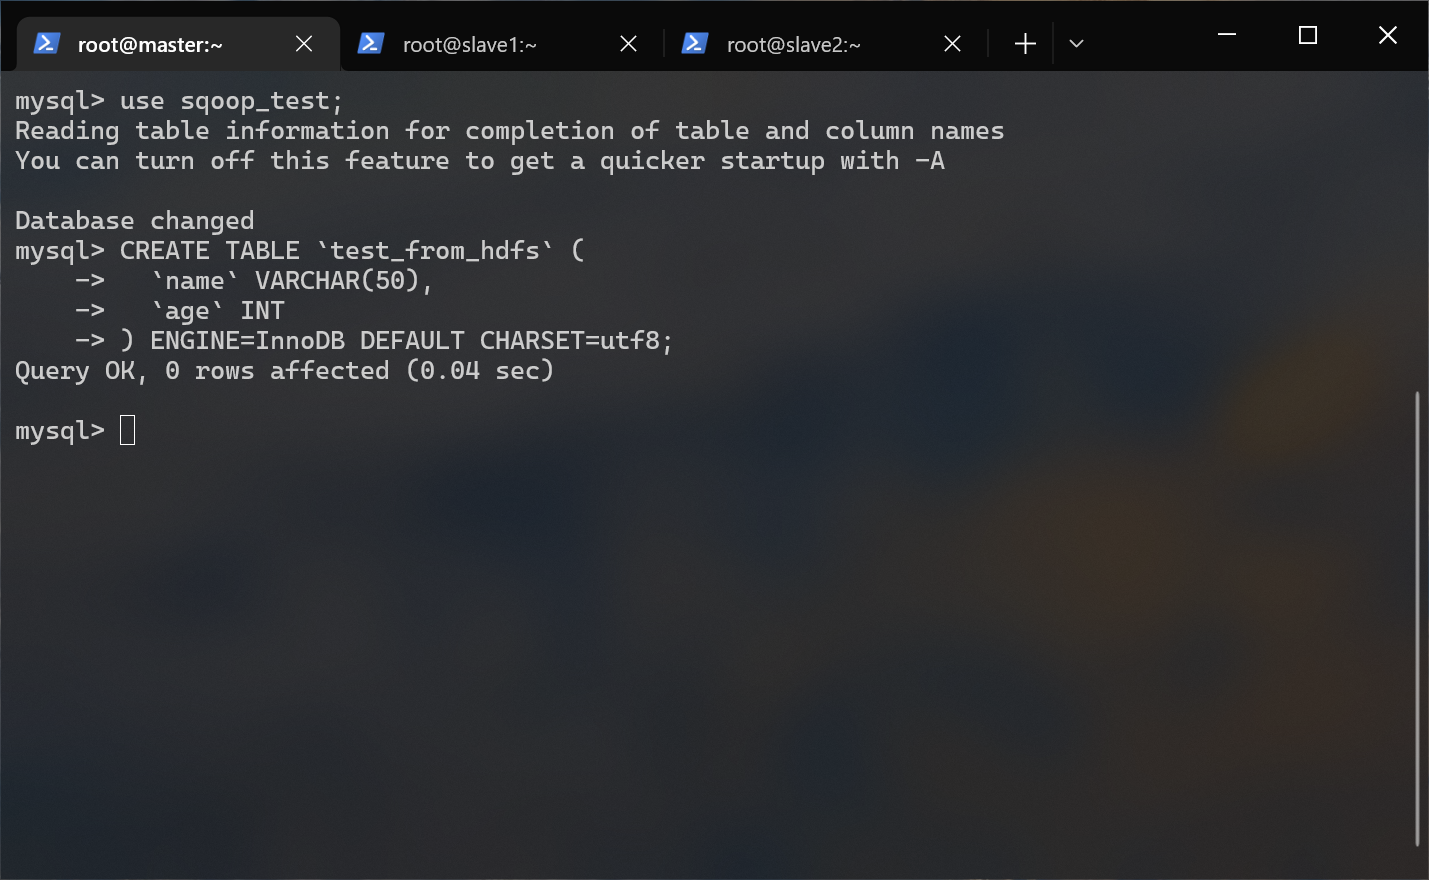 root@master:~ root@slave1:~ root@slave2:~
mysql> use sqoop_test;
Reading table information for completion of table and column names
You can turn off this feature to get a quicker startup with -A
Database changed
mysql> CREATE TABLE `test_from_hdfs` (
    ->   `name` VARCHAR(50),
    ->   `age` INT
    -> ) ENGINE=InnoDB DEFAULT CHARSET=utf8;
Query OK, 0 rows affected (0.04 sec)
mysql>